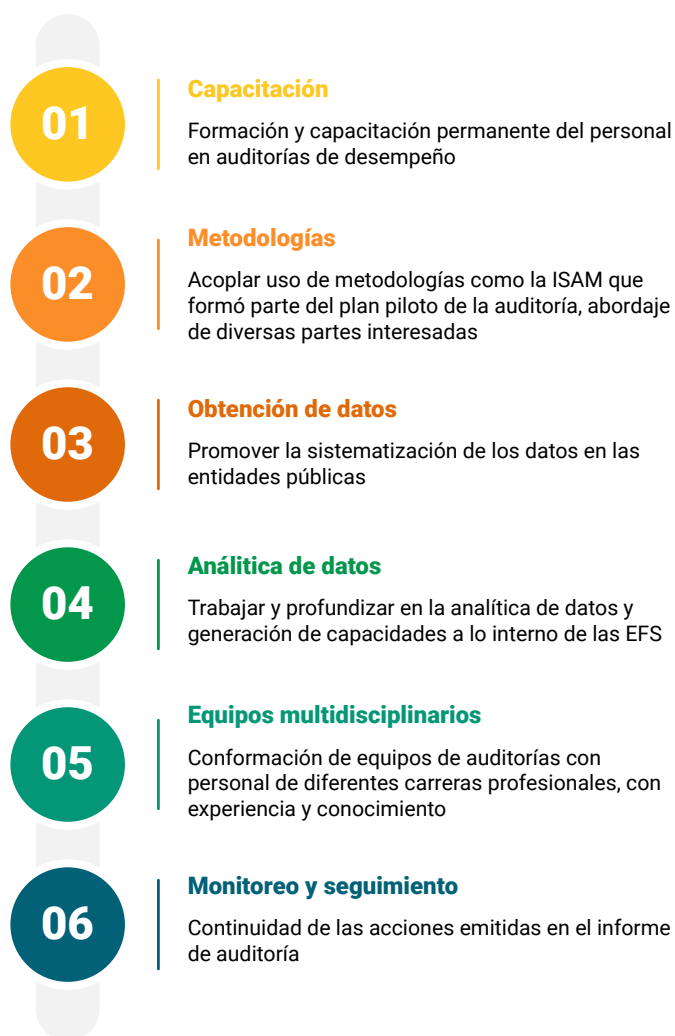 01
Capacitación
Formación y capacitación permanente del personal
en auditorías de desempeño
02
Metodologías
Acoplar uso de metodologías como la ISAM que
formó parte del plan piloto de la auditoría, abordaje
de diversas partes interesadas
03
Obtención de datos
Promover la sistematización de los datos en las
entidades públicas
04
Análitica de datos
Trabajar y profundizar en la analítica de datos y
generación de capacidades a lo interno de las EFS
05
Equipos multidisciplinarios
Conformación de equipos de auditorías con
personal de diferentes carreras profesionales, con
experiencia y conocimiento
06
Monitoreo y seguimiento
Continuidad de las acciones emitidas en el informe
de auditoría